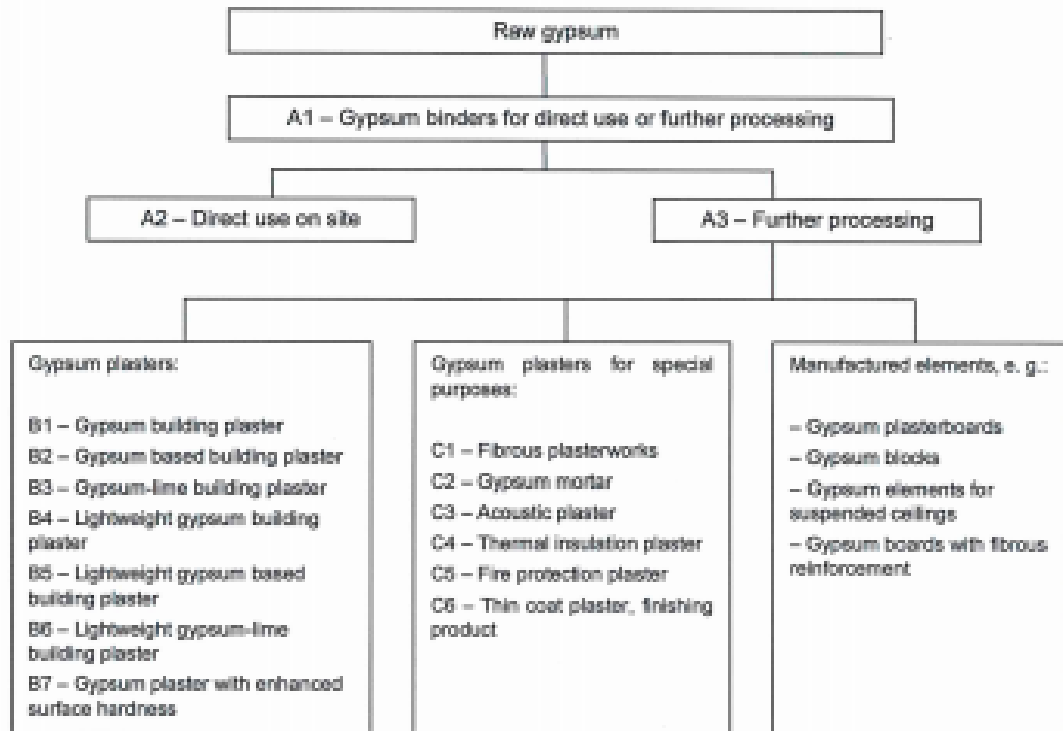 Raw gypsum
A1 – Gypsum binders for direct use or further processing
A2 – Direct use on site
A3 – Further processing
Gypsum plasters:
B1 – Gypsum building plaster
B2 – Gypsum based building plaster
B3 – Gypsum-lime building plaster
B4 – Lightweight gypsum building
plaster
B5 – Lightweight gypsum based
building plaster
B6 – Lightweight gypsum-lime
building plaster
B7 – Gypsum plaster with enhanced
surface hardness
Gypsum plasters for special
purposes:
C1 – Fibrous plasterworks
C2 – Gypsum mortar
C3 – Acoustic plaster
C4 – Thermal insulation plaster
C5 – Fire protection plaster
C6 – Thin coat plaster, finishing
product
Manufactured elements, e. g.:
– Gypsum plasterboards
– Gypsum blocks
– Gypsum elements for
suspended ceilings
– Gypsum boards with fibrous
reinforcement